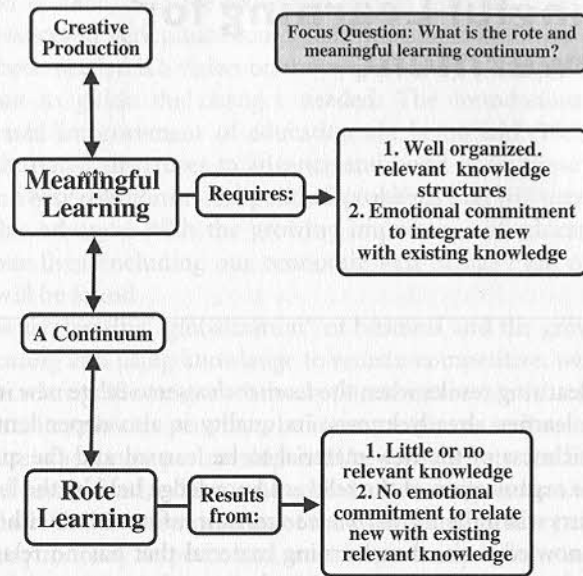 Creative
Production
Focus Question: What is the rote and
meaningful learning continuum?
Meaningful
Learning
Requires:
1. Well organized,
relevant knowledge
structures
2. Emotional commitment
to integrate new
with existing knowledge
A Continuum
Rote
Learning
Results
from:
1. Little or no
relevant knowledge
2. No emotional
commitment to relate
new with existing
relevant knowledge